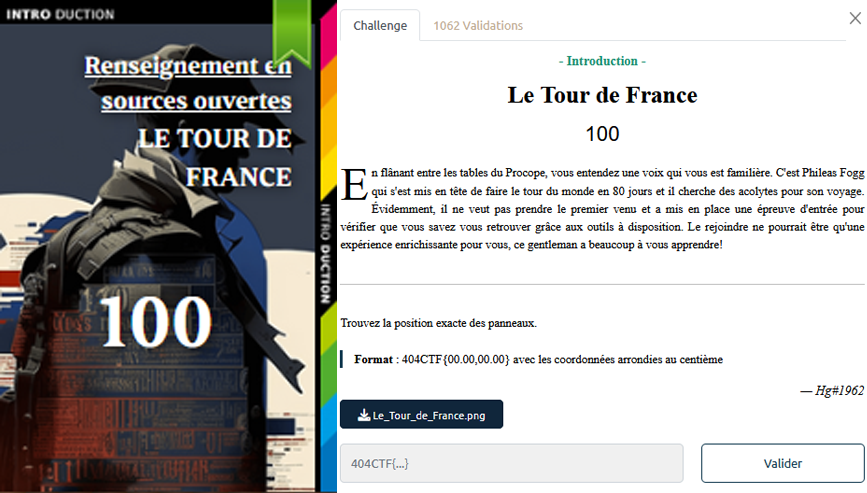 INTRO DUCTION
Renseignement en
sources ouvertes
LE TOUR DE
FRANCE
100
INTRO DUCTION
Challenge
1062 Validations
- Introduction -
Le Tour de France
100
En flânant entre les tables du Procope, vous entendez une voix qui vous est familière. C'est Phileas Fogg
qui s'est mis en tête de faire le tour du monde en 80 jours et il cherche des acolytes pour son voyage.
Évidemment, il ne veut pas prendre le premier venu et a mis en place une épreuve d'entrée pour
vérifier que vous savez vous retrouver grâce aux outils à disposition. Le rejoindre ne pourrait être qu'une
expérience enrichissante pour vous, ce gentleman a beaucoup à vous apprendre!
Trouvez la position exacte des panneaux.
Format : 404CTF{00.00,00.00} avec les coordonnées arrondies au centième
— Hg#1962
Le_Tour_de_France.png
404CTF{...}
Valider